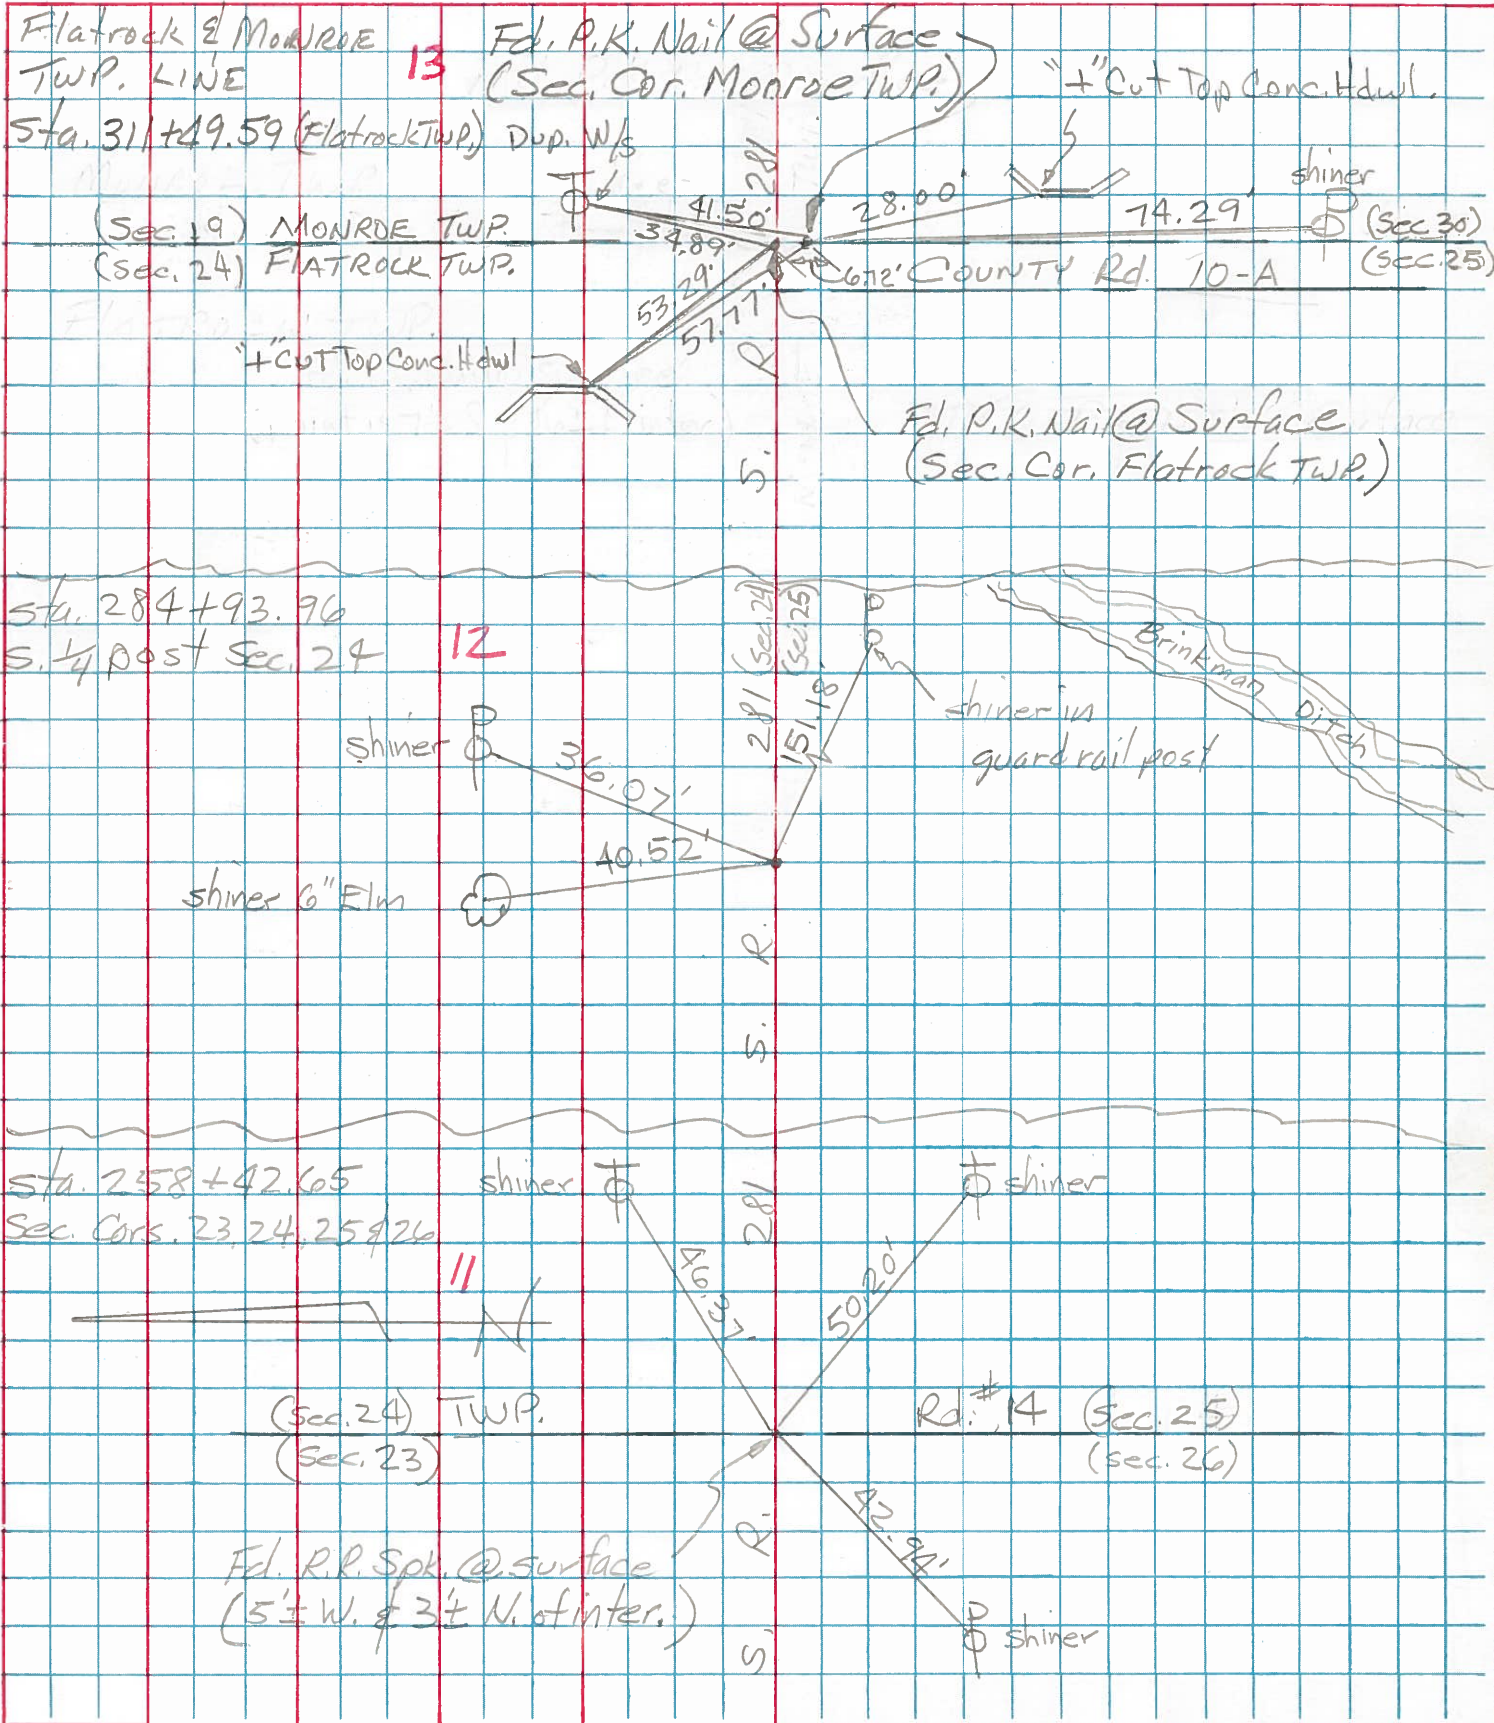 Flatrock & MONROE
TWP. LINE
13
Fd. P.K. Nail @ Surface
(Sec. Cor. Monroe TWP.)
"+" Cut Top Conc. Hdwl.
Sta. 311+49.59 (Flatrock TWP.) Dup. W/s
281
shiner
41.50'
28.00'
74.29'
(Sec. 19) MONROE TWP.
34.89'
(Sec. 30)
(Sec. 24) FLATROCK TWP.
6.72' COUNTY Rd. 10-A
(Sec. 25)
53.29'
57.77'
"+" CUT Top Conc. Hdwl
R.
Fd. P.K. Nail @ Surface
(Sec. Cor. Flatrock TWP.)
S.
Sta. 284+93.96
S. 1/4 post Sec. 24
12
281 (Sec. 24)
(Sec. 25)
Brinkman Ditch
shiner
36.07'
151.18'
shiner in
guard rail post
40.52'
shiner 6" Elm
R.
S.
Sta. 258+42.65
Sec. Cors. 23, 24, 25 & 26
shiner
281
shiner
11
N
46.37'
50.20'
(Sec. 24) TWP.
Rd. # 14 (Sec. 25)
(Sec. 23)
(Sec. 26)
42.94'
R.
Fd. R.R. Spk. @ surface
(5'± W. & 3'± N. of inter.)
S.
shiner